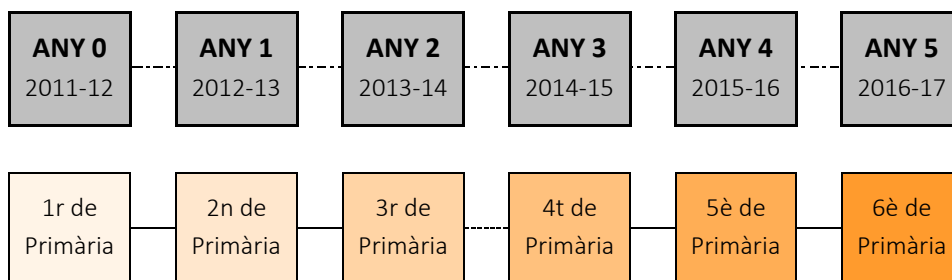 ANY 0
2011-12
ANY 1
2012-13
ANY 2
2013-14
ANY 3
2014-15
ANY 4
2015-16
ANY 5
2016-17
1r de
Primària
2n de
Primària
3r de
Primària
4t de
Primària
5è de
Primària
6è de
Primària